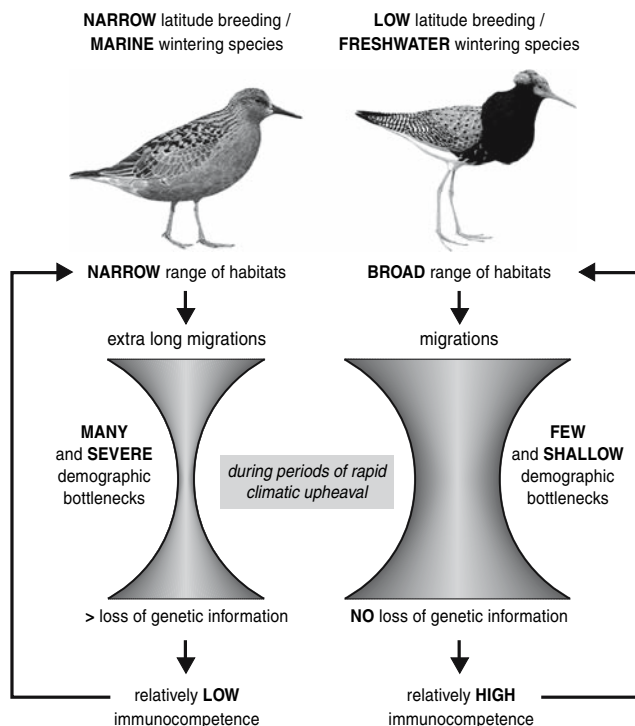 NARROW latitude breeding /
MARINE wintering species
LOW latitude breeding /
FRESHWATER wintering species
NARROW range of habitats
BROAD range of habitats
extra long migrations
migrations
MANY
and SEVERE
demographic
bottlenecks
during periods of rapid
climatic upheaval
FEW
and SHALLOW
demographic
bottlenecks
> loss of genetic information
NO loss of genetic information
relatively LOW
immunocompetence
relatively HIGH
immunocompetence